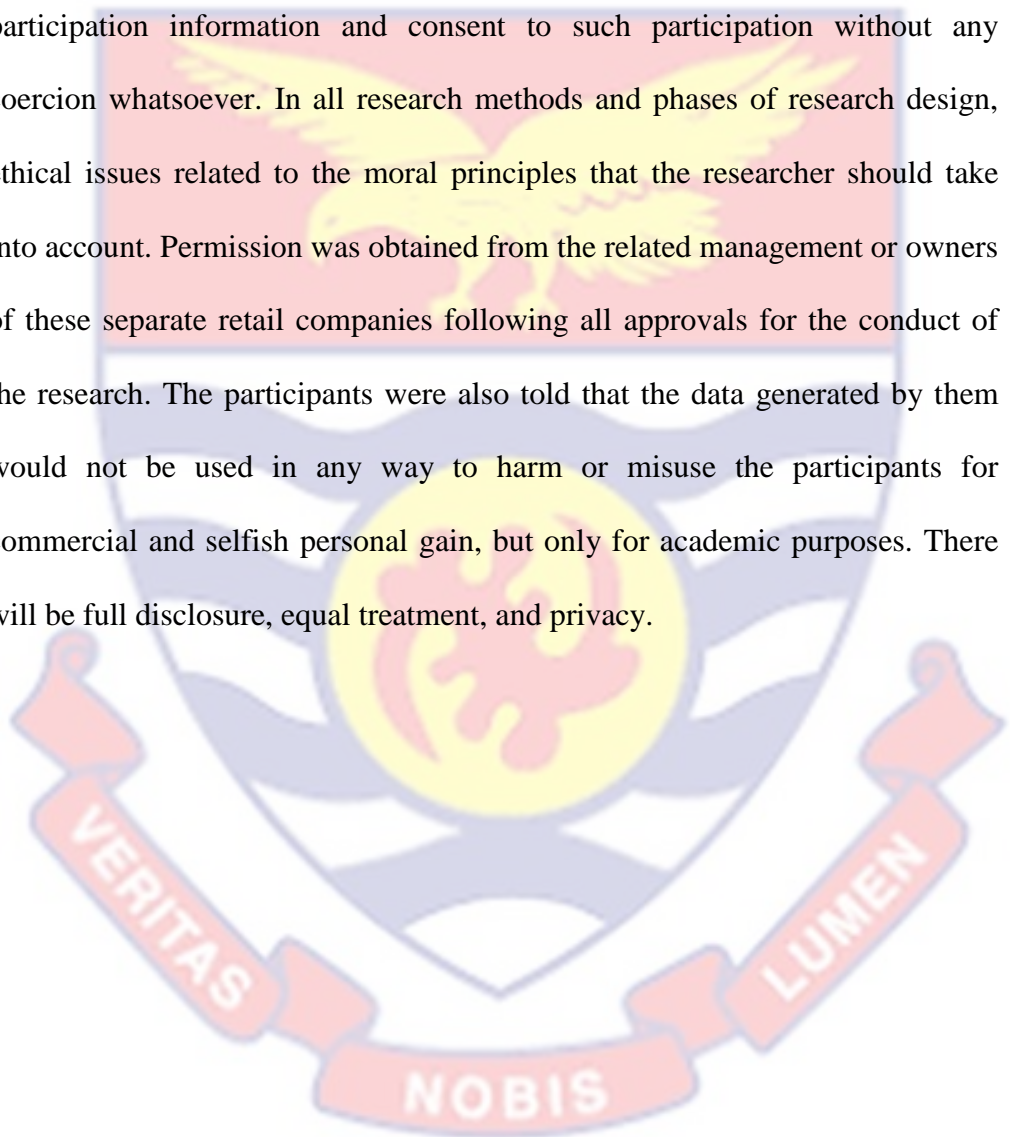 participation information and consent to such participation without any
coercion whatsoever. In all research methods and phases of research design,
ethical issues related to the moral principles that the researcher should take
into account. Permission was obtained from the related management or owners
of these separate retail companies following all approvals for the conduct of
the research. The participants were also told that the data generated by them
would not be used in any way to harm or misuse the participants for
commercial and selfish personal gain, but only for academic purposes. There
will be full disclosure, equal treatment, and privacy.
VERITAS
NOBIS
LUMEN